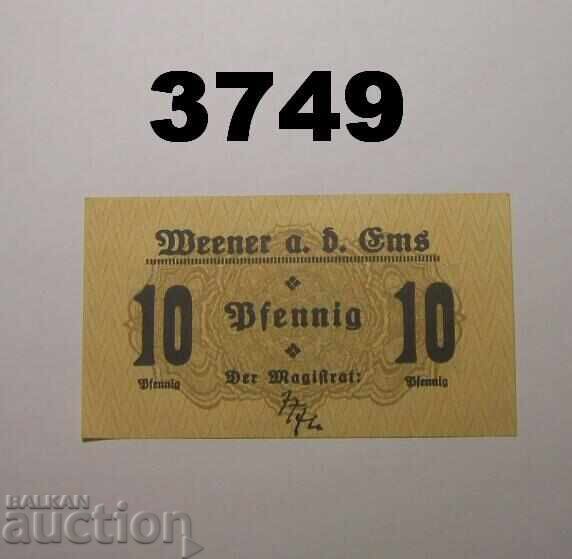 3749
Weener a. d. Ems
10 Pfennig 10
Pfennig Der Magistrat: Pfennig
BALKAN
auction